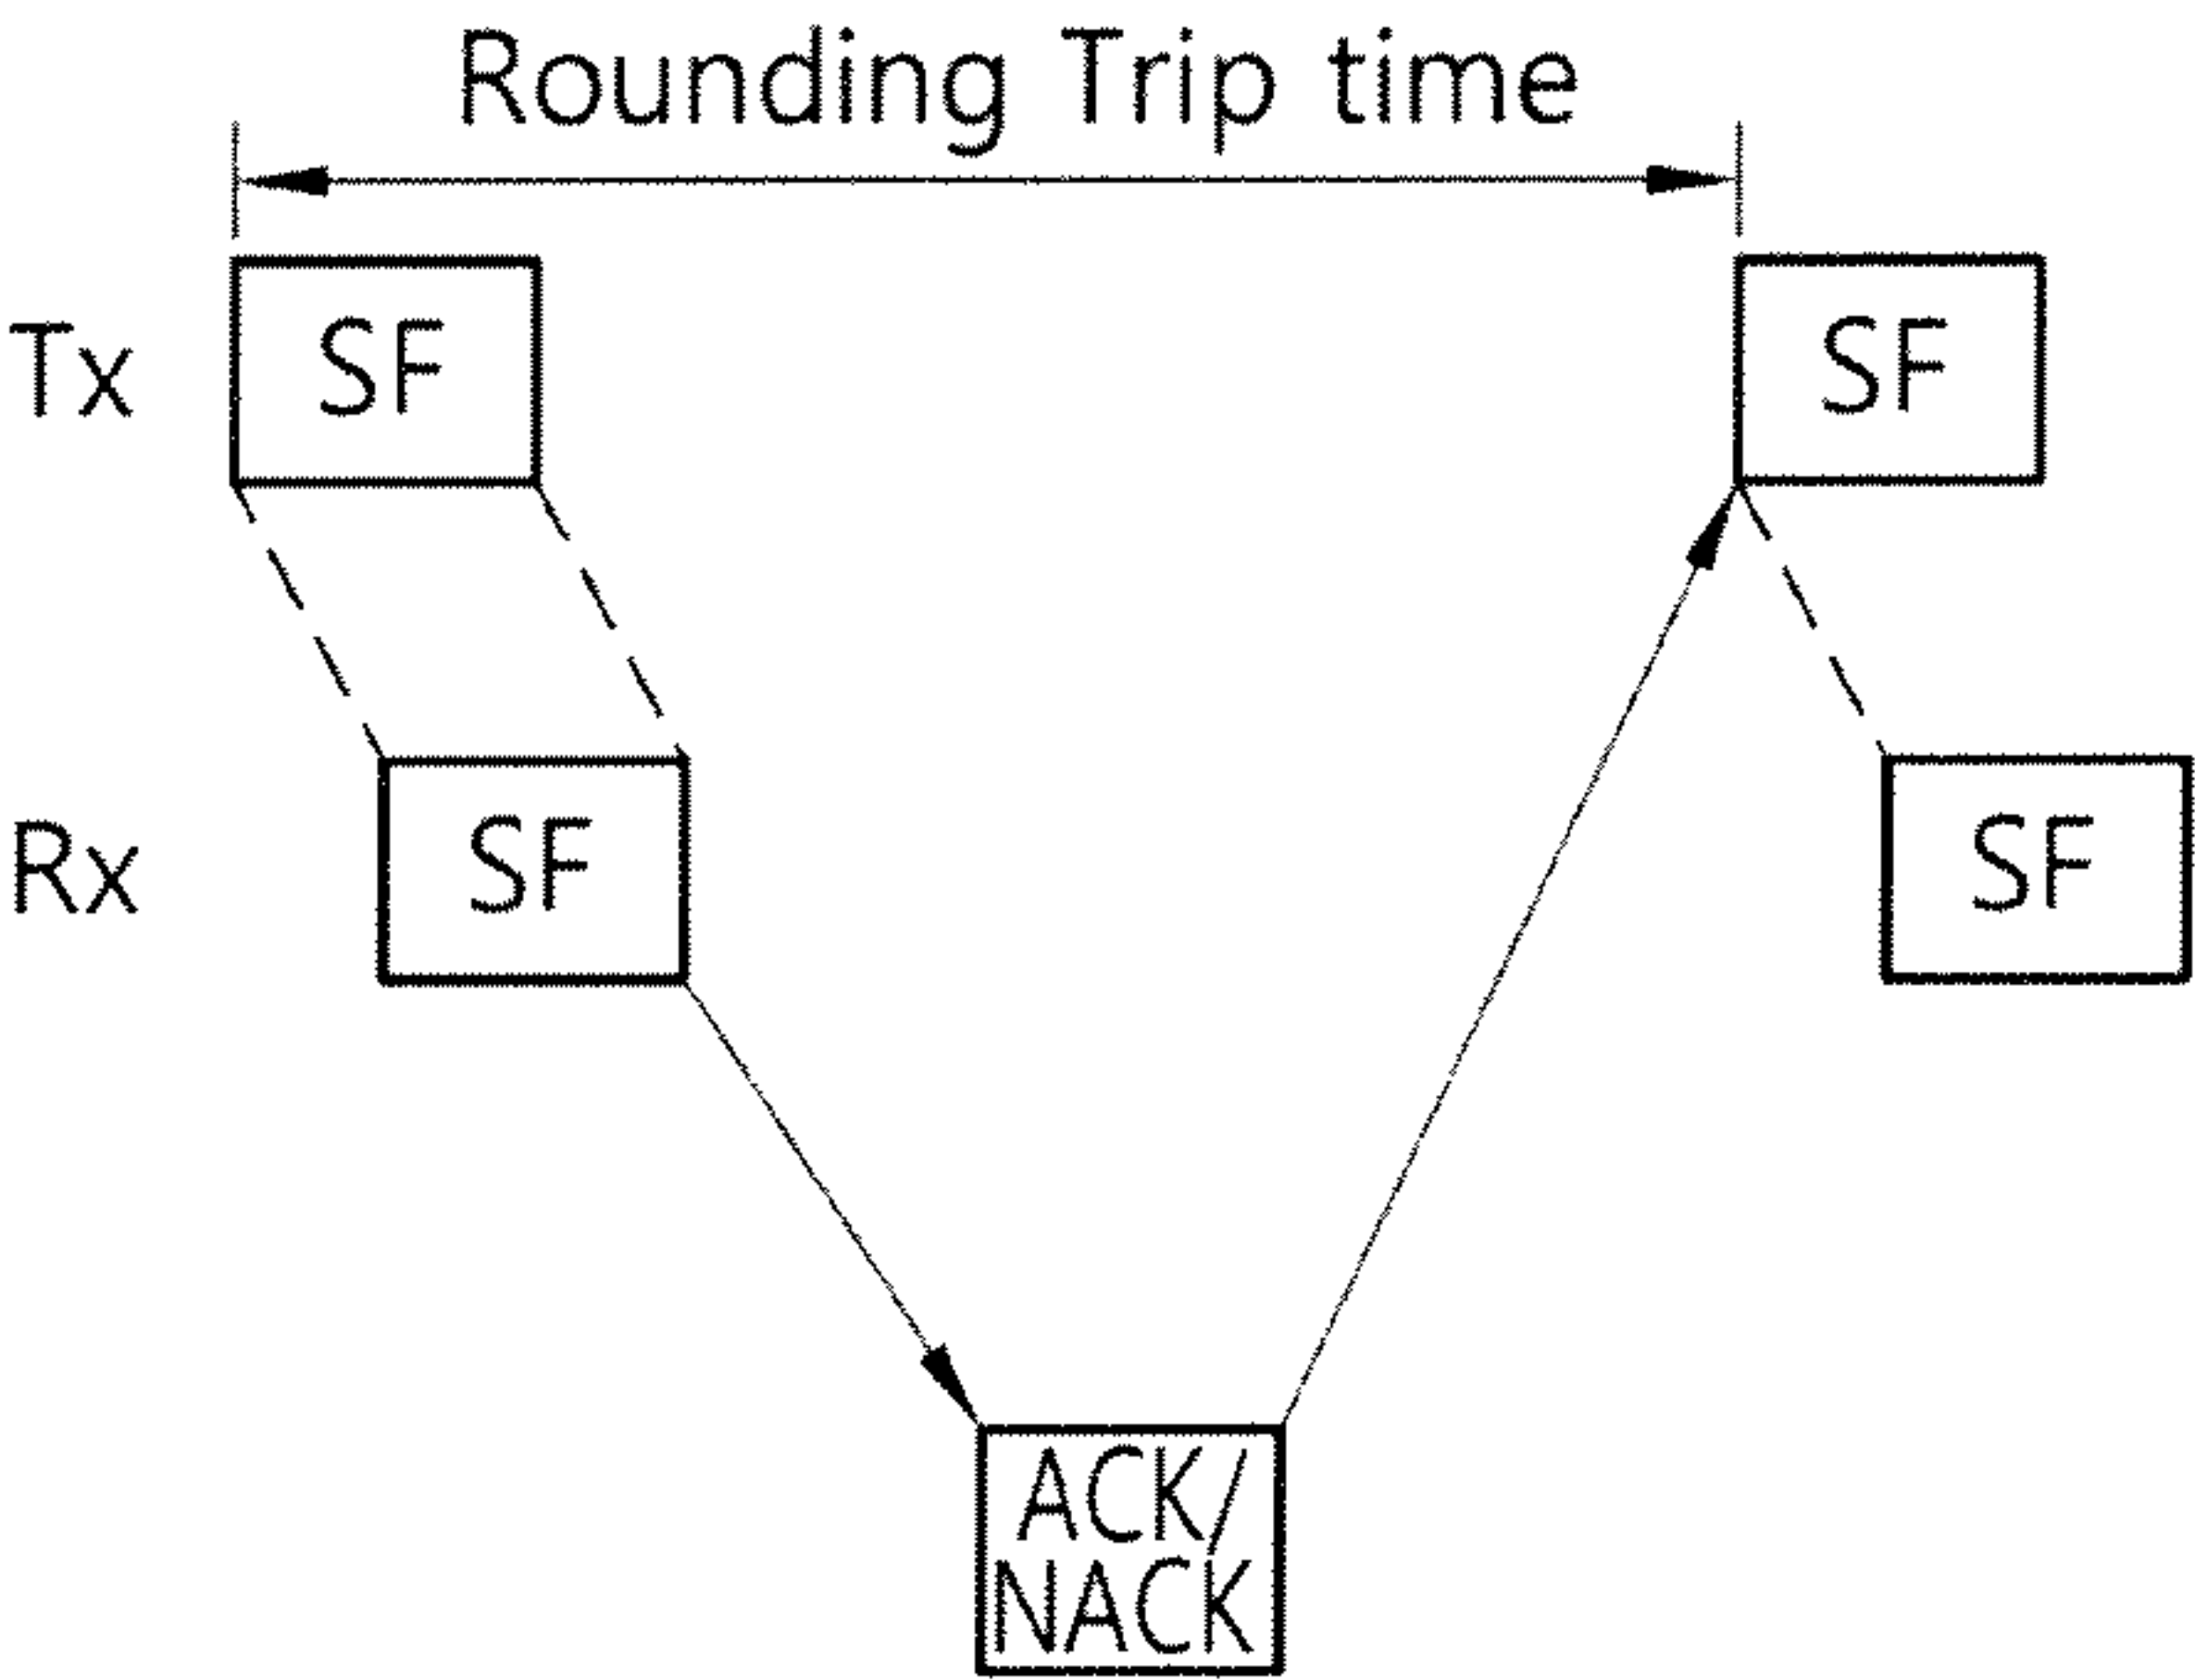 Rounding Trip time
Tx SF SF
Rx SF SF
ACK/
NACK